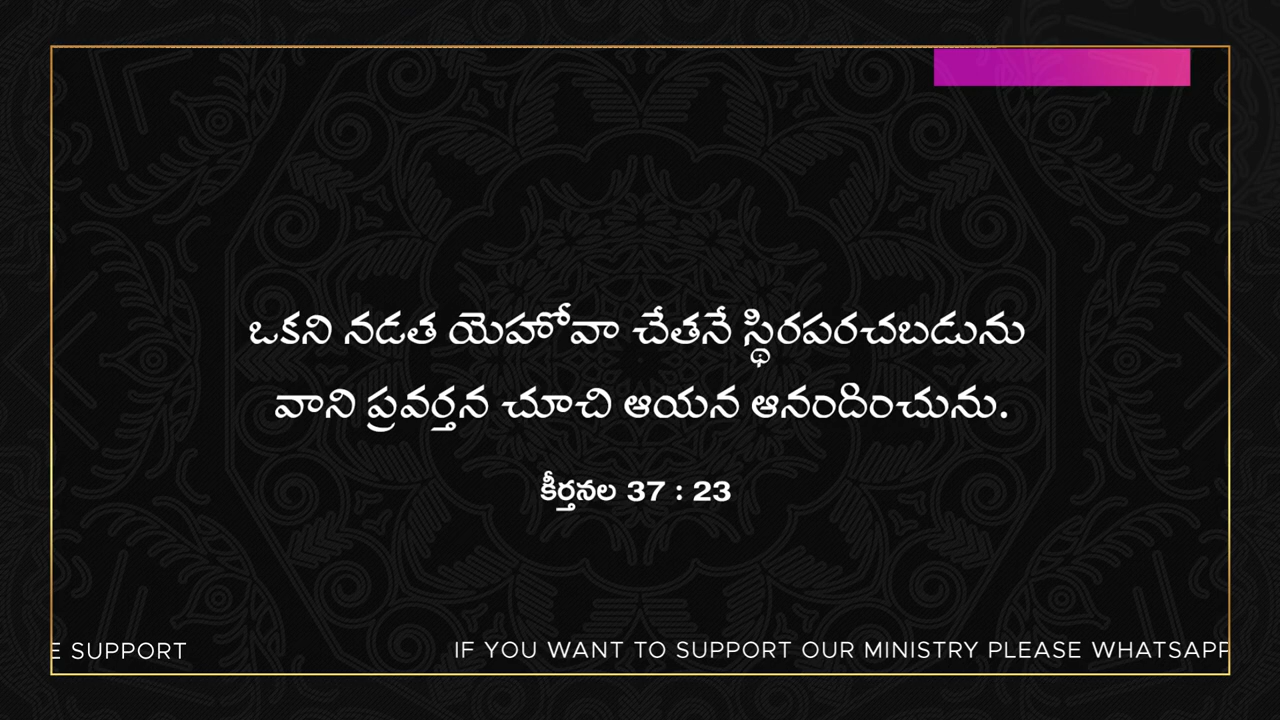 ఒకని నడత యెహోవా చేతనే స్థిరపరచబడును
వాని ప్రవర్తన చూచి ఆయన ఆనందించును.
కీర్తనల 37 : 23
E SUPPORT IF YOU WANT TO SUPPORT OUR MINISTRY PLEASE WHATSAPP